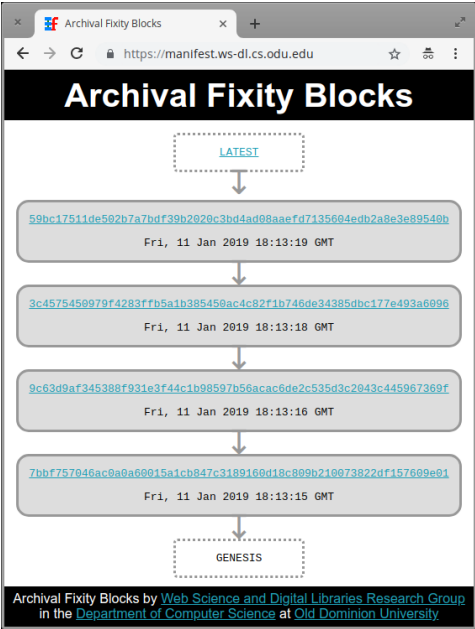 Archival Fixity Blocks
https://manifest.ws-dl.cs.odu.edu
Archival Fixity Blocks
LATEST
59bc17511de502b7a7bdf39b2020c3bd4ad08aaefd7135604edb2a8e3e89540b
Fri, 11 Jan 2019 18:13:19 GMT
3c4575450979f4283ffb5a1b385450ac4c82f1b746de34385dbc177e493a6096
Fri, 11 Jan 2019 18:13:18 GMT
9c63d9af345388f931e3f44c1b98597b56acac6de2c535d3c2043c445967369f
Fri, 11 Jan 2019 18:13:16 GMT
7bbf757046ac0a0a60015a1cb847c3189160d18c809b210073822df157609e01
Fri, 11 Jan 2019 18:13:15 GMT
GENESIS
Archival Fixity Blocks by Web Science and Digital Libraries Research Group
in the Department of Computer Science at Old Dominion University